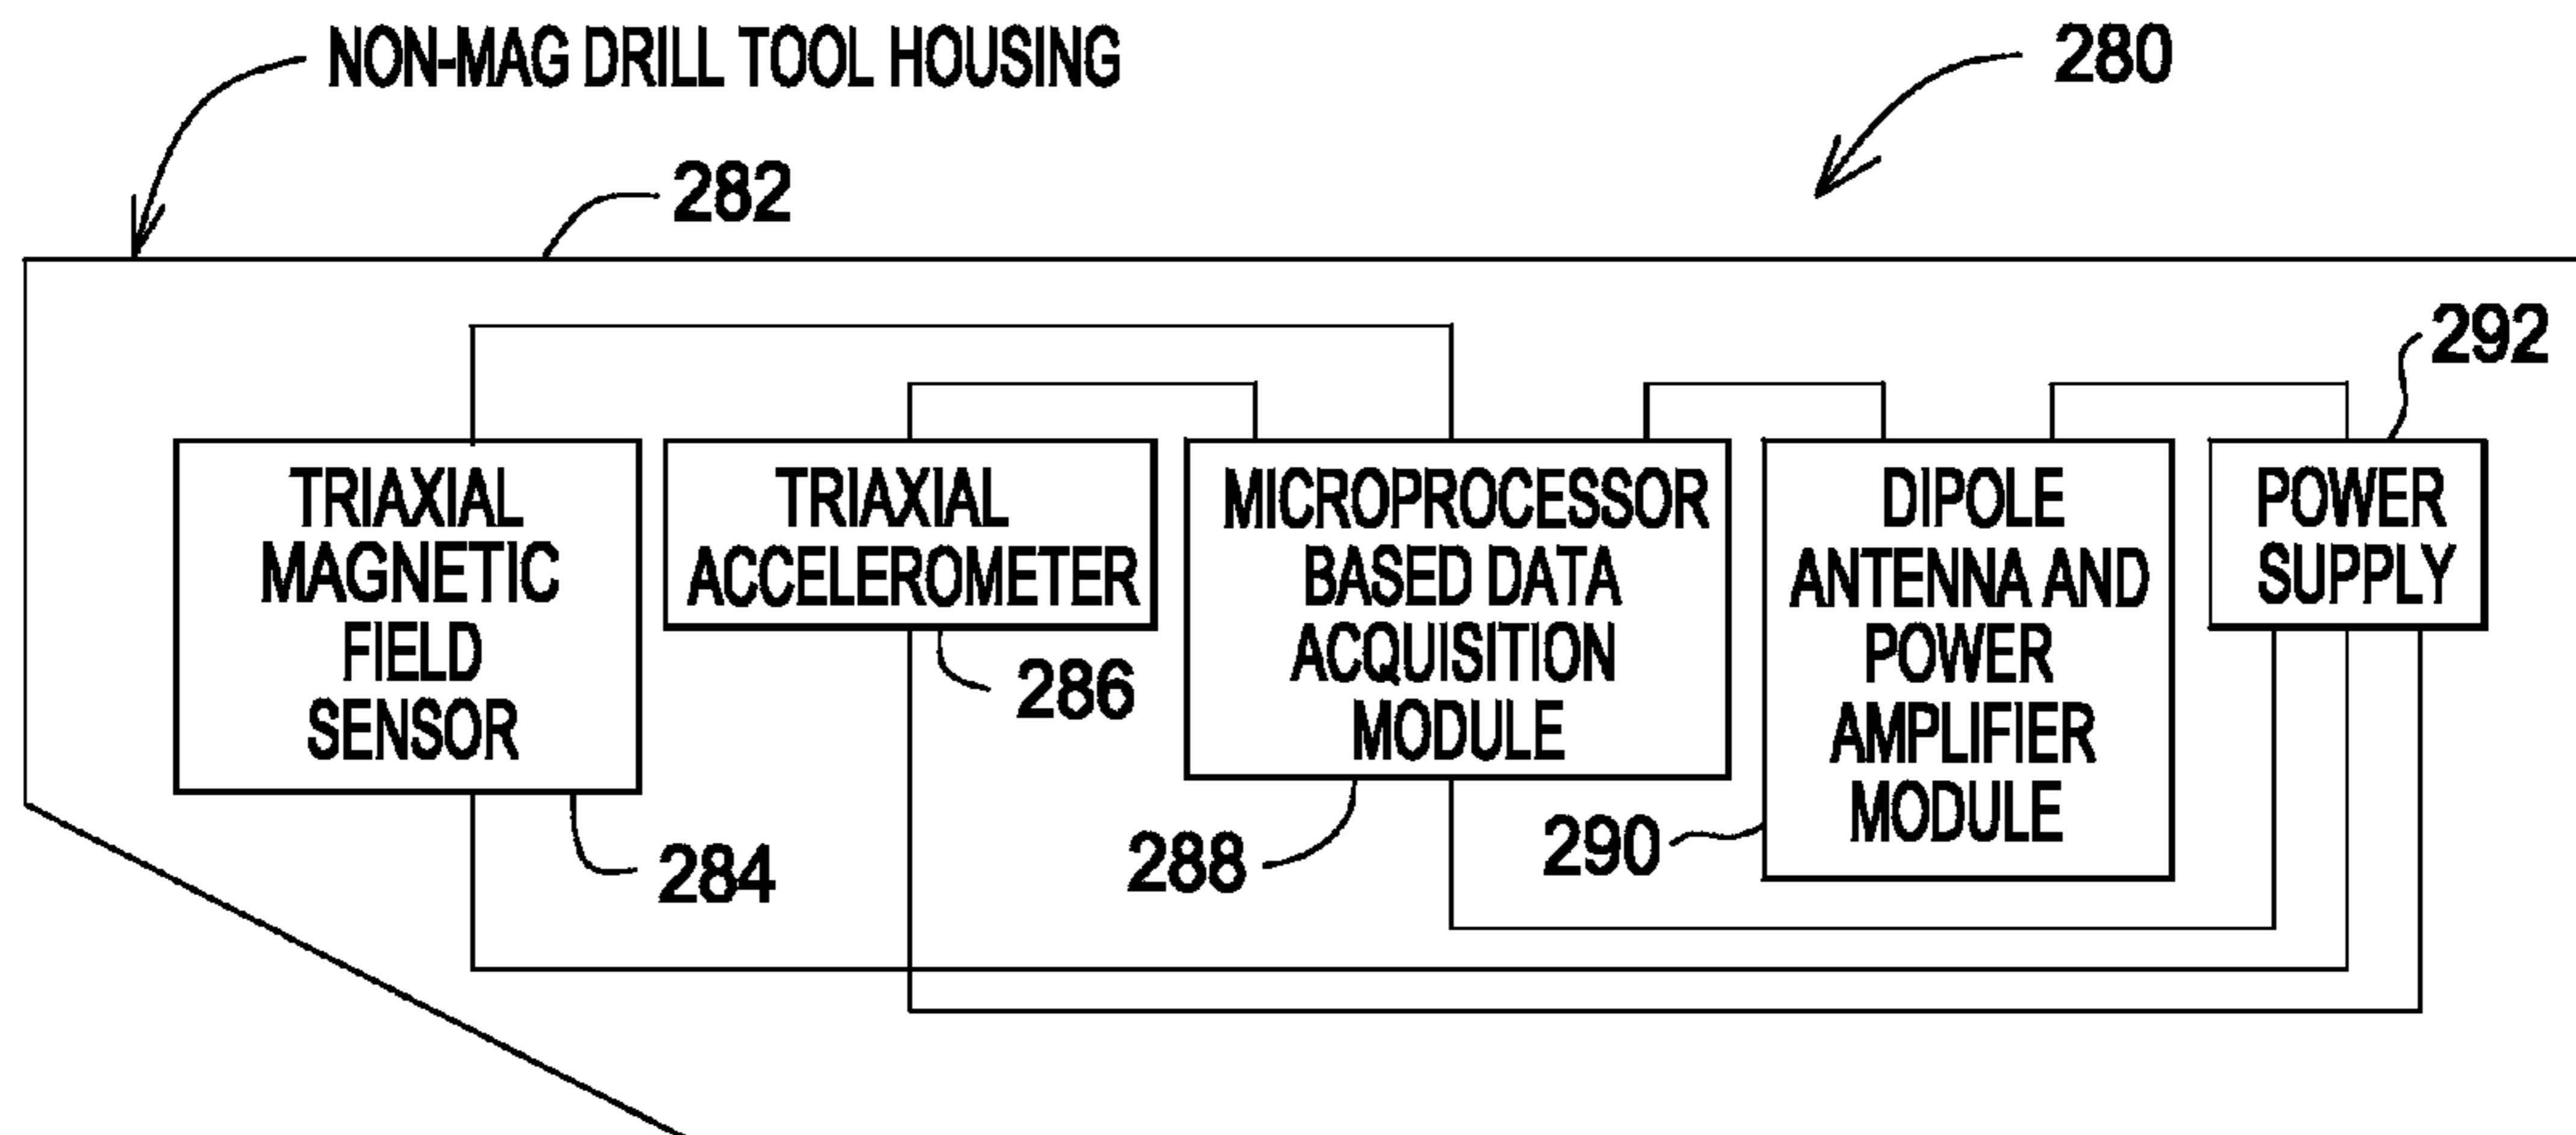 NON-MAG DRILL TOOL HOUSING
280
282
292
TRIAXIAL
MAGNETIC
FIELD
SENSOR
TRIAXIAL
ACCELEROMETER
MICROPROCESSOR
BASED DATA
ACQUISITION
MODULE
DIPOLE
ANTENNA AND
POWER
AMPLIFIER
MODULE
POWER
SUPPLY
286
284
288
290